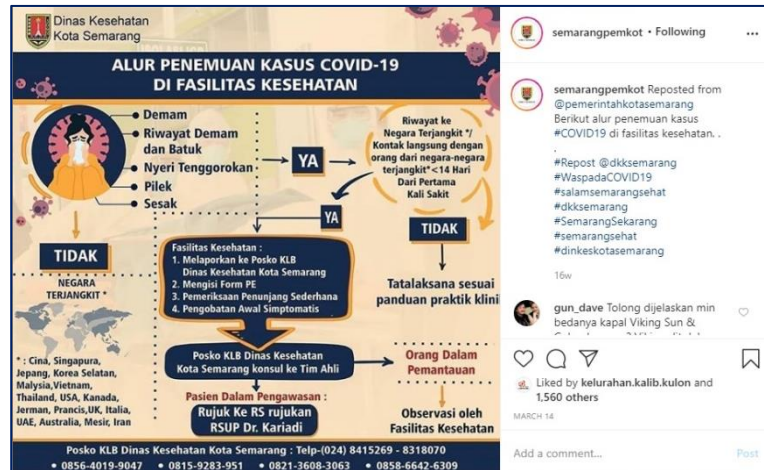 Dinas Kesehatan
Kota Semarang
ALUR PENEMUAN KASUS COVID-19
DI FASILITAS KESEHATAN
• Demam
• Riwayat Demam
dan Batuk
• Nyeri Tenggorokan
• Pilek
• Sesak
YA
Riwayat ke
Negara Terjangkit */
Kontak langsung dengan
orang dari negara-negara
terjangkit*<14 Hari
Dari Pertama
Kali Sakit
YA
TIDAK
TIDAK
Fasilitas Kesehatan :
1. Melaporkan ke Posko KLB
Dinas Kesehatan Kota Semarang
2. Mengisi Form PE
3. Pemeriksaan Penunjang Sederhana
4. Pengobatan Awal Simptomatis
Tatalaksana sesuai
panduan praktik klini
NEGARA
TERJANGKIT *
* : Cina, Singapura,
Jepang, Korea Selatan,
Malysia,Vietnam,
Thailand, USA, Kanada,
Jerman, Prancis,UK, Italia,
UAE, Australia, Mesir, Iran
Posko KLB Dinas Kesehatan
Kota Semarang konsul ke Tim Ahli
Orang Dalam
Pemantauan
Pasien Dalam Pengawasan :
Rujuk Ke RS rujukan
RSUP Dr. Kariadi
Observasi oleh
Fasilitas Kesehatan
Posko KLB Dinas Kesehatan Kota Semarang : Telp-(024) 8415269 - 8318070
• 0856-4019-9047 • 0815-9283-951 • 0821-3608-3063 • 0858-6642-6309
semarangpemkot • Following
semarangpemkot Reposted from
@pemerintahkotasemarang
Berikut alur penemuan kasus
#COVID19 di fasilitas kesehatan. .
.
#Repost @dkksemarang
#WaspadaCOVID19
#salamsemarangsehat
#dkksemarang
#SemarangSekarang
#semarangsehat
#dinkeskotasemarang
16w
gun_dave Tolong dijelaskan min
bedanya kapal Viking Sun &
Liked by kelurahan.kalib.kulon and
1,560 others
MARCH 14
Add a comment...
Post